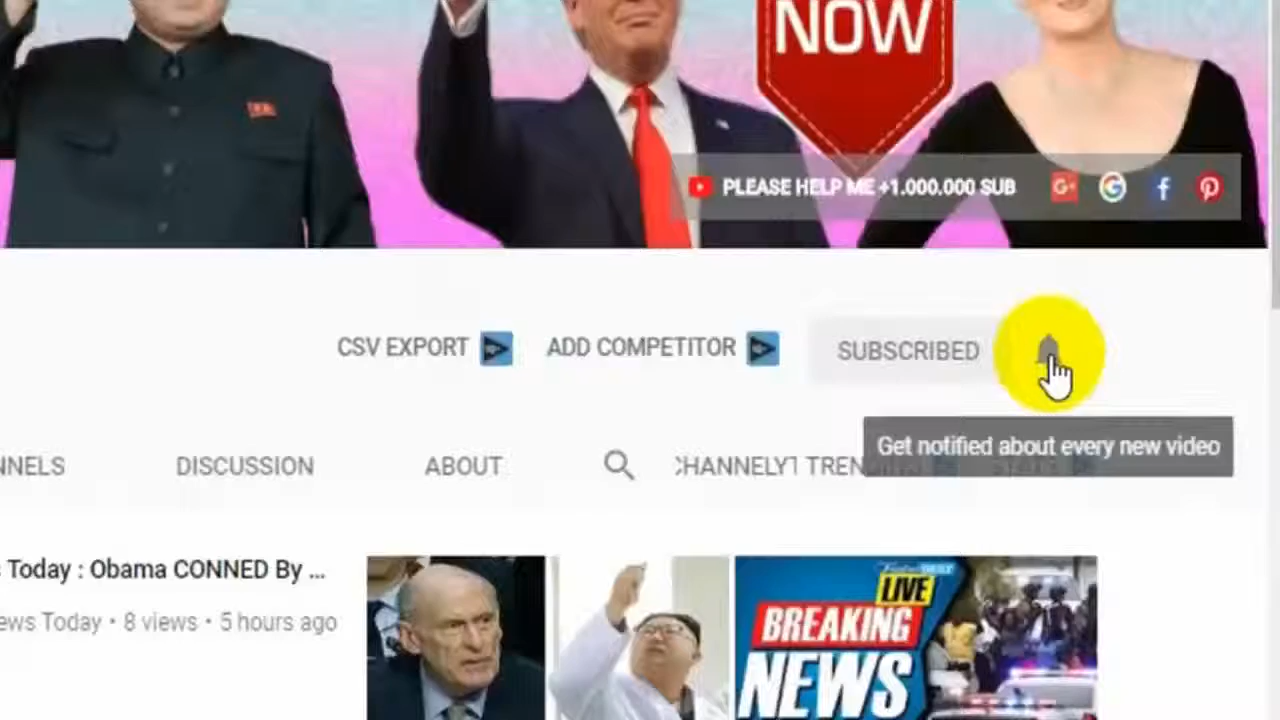 NOW
PLEASE HELP ME +1.000.000 SUB
CSV EXPORT
ADD COMPETITOR
SUBSCRIBED
Get notified about every new video
NNELS
DISCUSSION
ABOUT
s Today : Obama CONNED By ...
ews Today • 8 views • 5 hours ago
LIVE
BREAKING
NEWS